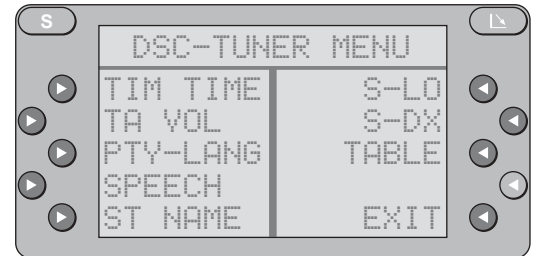 S
DSC-TUNER MENU
TIM TIME S-LO
TA VOL S-DX
PTY-LANG TABLE
SPEECH
ST NAME EXIT